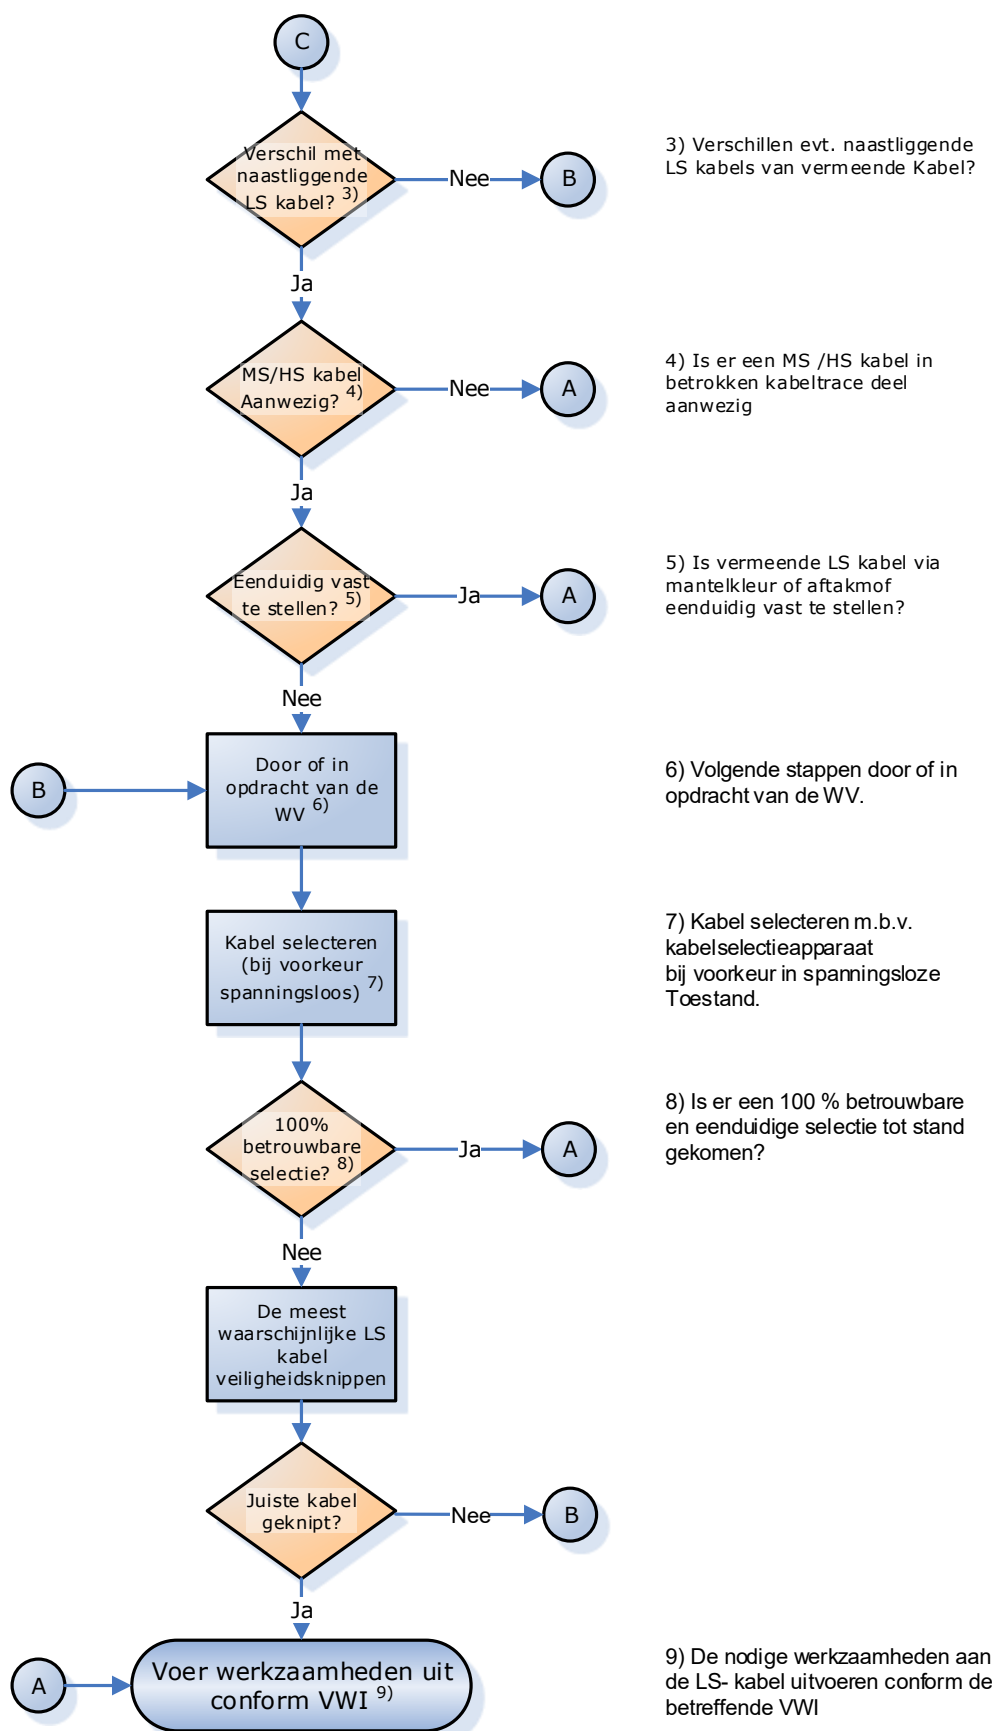 C
Verschil met
naastliggende
LS kabel? 3)
Nee
B
3) Verschillen evt. naastliggende
LS kabels van vermeende Kabel?
Ja
MS/HS kabel
Aanwezig? 4)
Nee
A
4) Is er een MS /HS kabel in
betrokken kabeltrace deel
aanwezig
Ja
Eenduidig vast
te stellen? 5)
Ja
A
5) Is vermeende LS kabel via
mantelkleur of aftakmof
eenduidig vast te stellen?
Nee
B
Door of in
opdracht van de
WV 6)
6) Volgende stappen door of in
opdracht van de WV.
Kabel selecteren
(bij voorkeur
spanningsloos) 7)
7) Kabel selecteren m.b.v.
kabelselectieapparaat
bij voorkeur in spanningsloze
Toestand.
100%
betrouwbare
selectie? 8)
Ja
A
8) Is er een 100 % betrouwbare
en eenduidige selectie tot stand
gekomen?
Nee
De meest
waarschijnlijke LS
kabel
veiligheidsknippen
Juiste kabel
geknipt?
Nee
B
Ja
A
Voer werkzaamheden uit
conform VWI 9)
9) De nodige werkzaamheden aan
de LS- kabel uitvoeren conform de
betreffende VWI